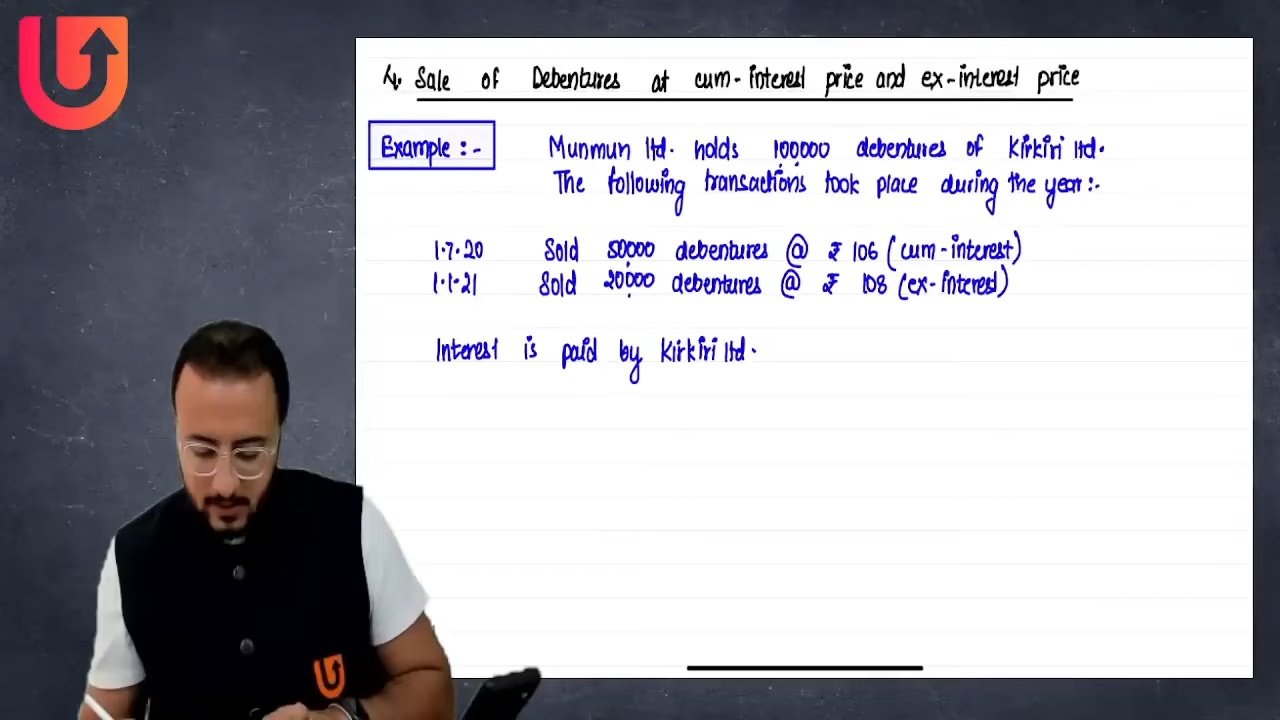 4. Sale of Debentures at cum-interest price and ex-interest price
Example :- Munmun ltd. holds 100000 debentures of Kirkiri ltd.
The following transactions took place during the year:-
1.7.20 Sold 50000 debentures @ ₹ 106 (cum-interest)
1.1.21 Sold 20000 debentures @ ₹ 108 (ex-interest)
Interest is paid by Kirkiri ltd.